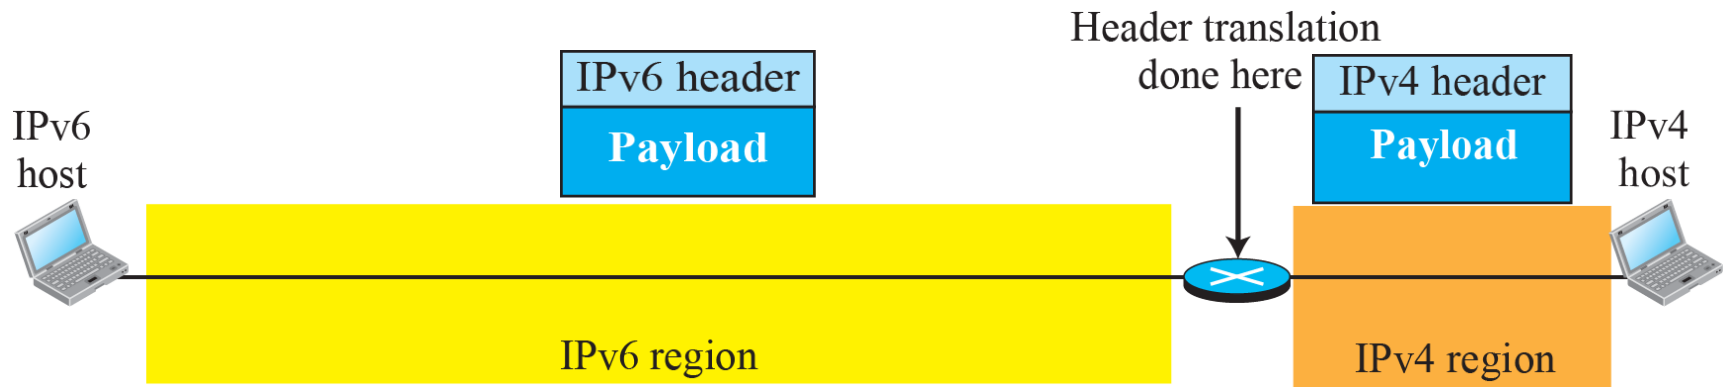 Header translation
done here
IPv6 header
Payload
IPv4 header
Payload
IPv6
host
IPv4
host
IPv6 region
IPv4 region